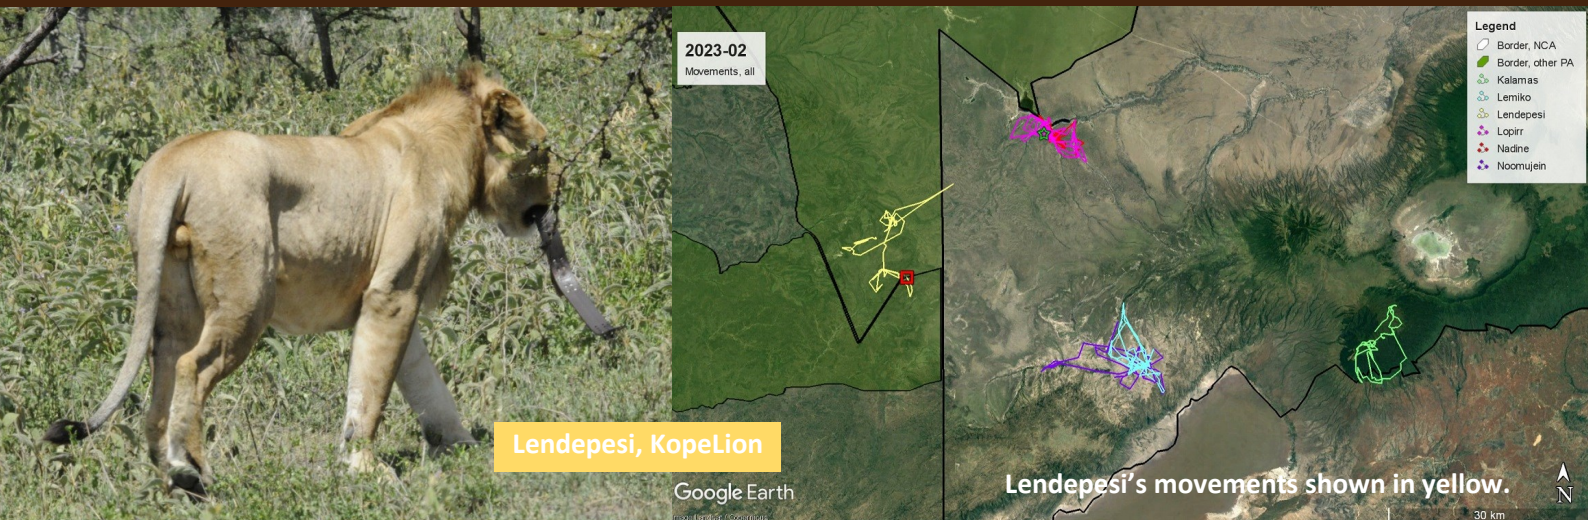 Lendepesi, KopeLion
2023-02
Movements, all
Legend
Border, NCA
Border, other PA
Kalamas
Lemiko
Lendepesi
Lopirr
Nadine
Noomujein
Google Earth
Lendepesi's movements shown in yellow.
N
30 km